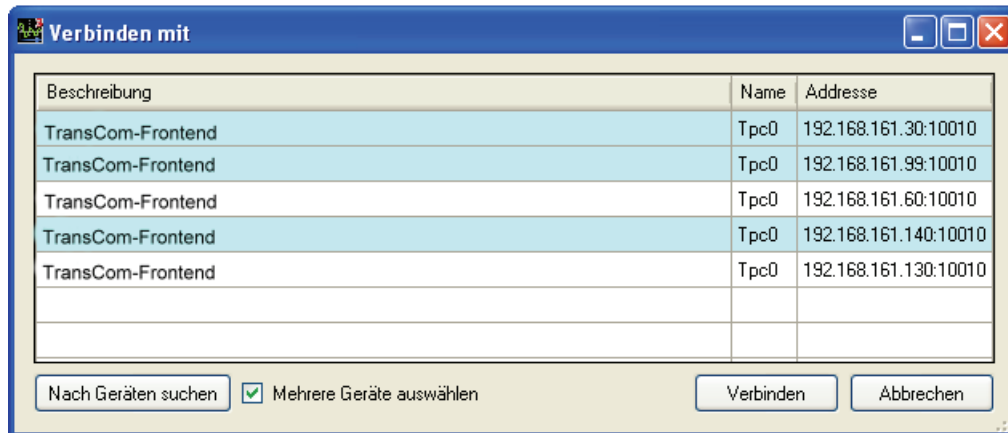 Verbinden mit
Beschreibung Name Addresse
TransCom-Frontend Tpc0 192.168.161.30:10010
TransCom-Frontend Tpc0 192.168.161.99:10010
TransCom-Frontend Tpc0 192.168.161.60:10010
TransCom-Frontend Tpc0 192.168.161.140:10010
TransCom-Frontend Tpc0 192.168.161.130:10010
Nach Geräten suchen Mehrere Geräte auswählen Verbinden Abbrechen